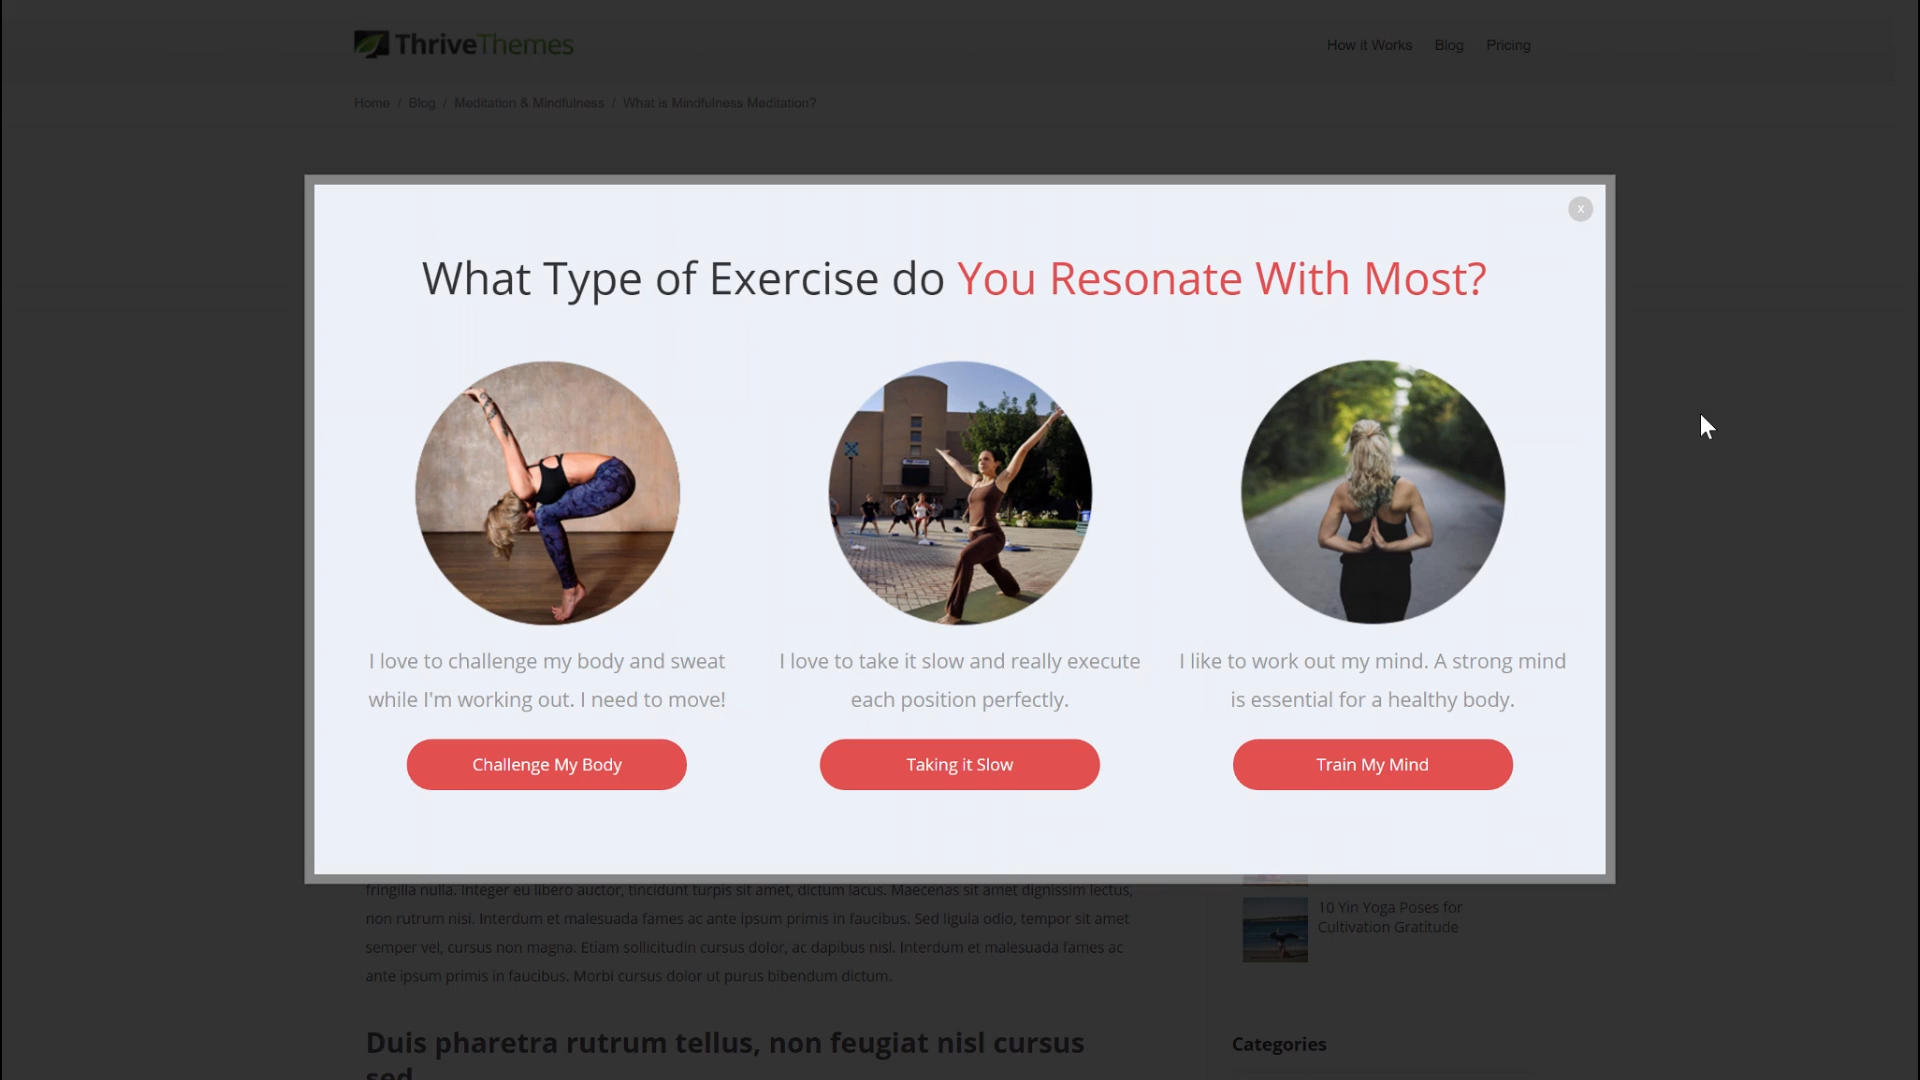 ThriveThemes
How it Works Blog Pricing
Home / Blog / Meditation & Mindfulness / What is Mindfulness Meditation?
x
What Type of Exercise do You Resonate With Most?
I love to challenge my body and sweat
while I'm working out. I need to move!
Challenge My Body
I love to take it slow and really execute
each position perfectly.
Taking it Slow
I like to work out my mind. A strong mind
is essential for a healthy body.
Train My Mind
fringilla nulla. Integer eu libero auctor, tincidunt turpis sit amet, dictum lacus. Maecenas sit amet dignissim lectus,
non rutrum nisi. Interdum et malesuada fames ac ante ipsum primis in faucibus. Sed ligula odio, tempor sit amet
semper vel, cursus non magna. Etiam sollicitudin cursus dolor, ac dapibus nisl. Interdum et malesuada fames ac
ante ipsum primis in faucibus. Morbi cursus dolor ut purus bibendum dictum.
Duis pharetra rutrum tellus, non feugiat nisl cursus
sed
10 Yin Yoga Poses for
Cultivation Gratitude
Categories